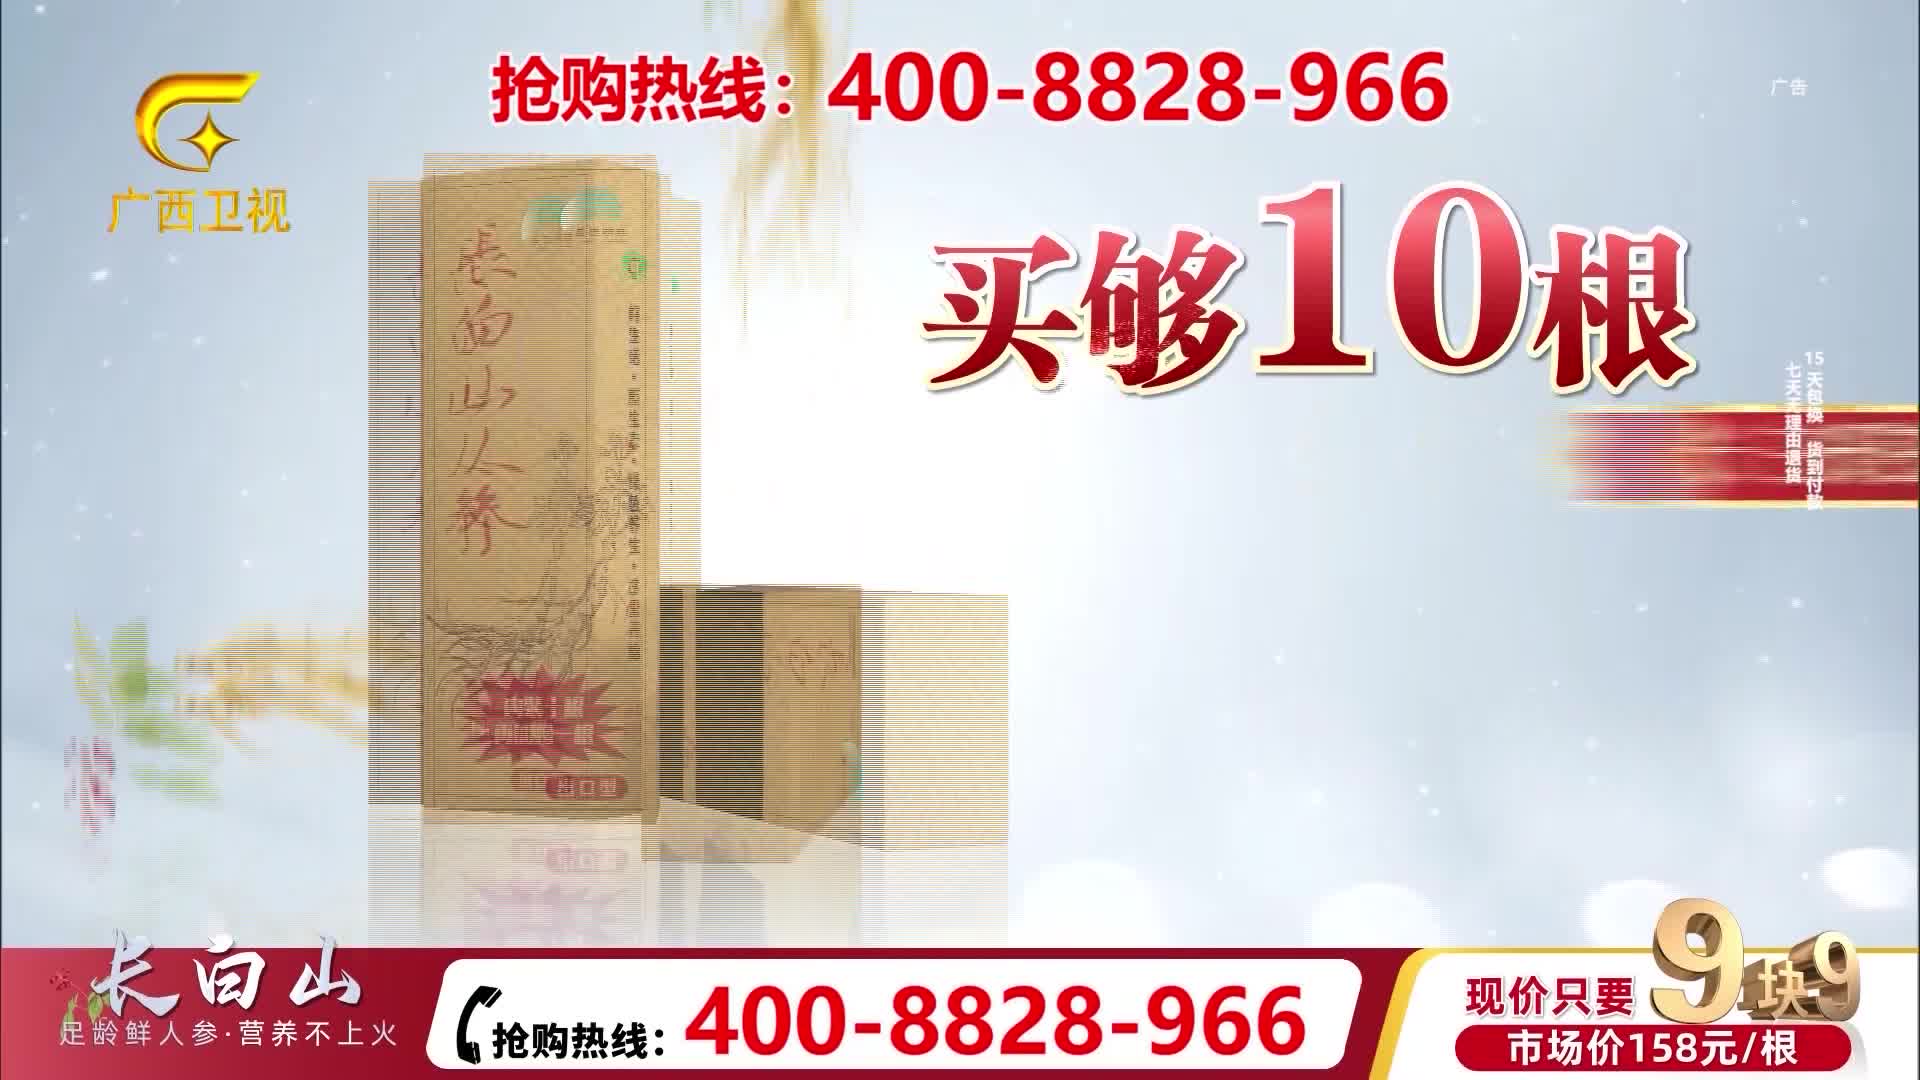 抢购热线：400-8828-966
广告
广西卫视
买够10根
15天包换 货到付款
七天无理由退货
长白山人参
出口型
长白山
足龄鲜人参·营养不上火
抢购热线：400-8828-966
现价只要9块9
市场价158元/根